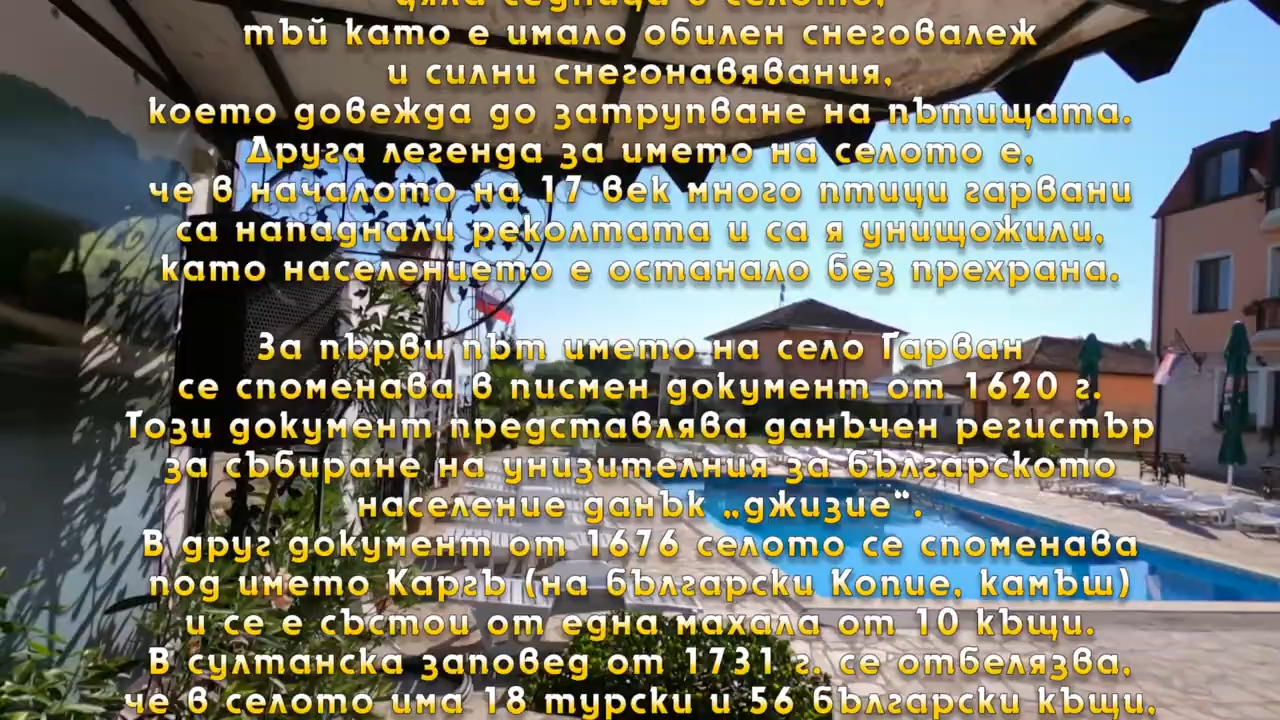 цяла седмица в селото,
тъй като е имало обилен снеговалеж
и силни снегонавявания,
което довежда до затрупване на пътищата.
Друга легенда за името на селото е,
че в началото на 17 век много птици гарвани
са нападнали реколтата и са я унищожили,
като населението е останало без прехрана.
За първи път името на село Гарван
се споменава в писмен документ от 1620 г.
Този документ представлява данъчен регистър
за събиране на унизителния за българското
население данък „джизие“.
В друг документ от 1676 селото се споменава
под името Каргъ (на български Копие, камъш)
и се е състои от една махала от 10 къщи.
В султанска заповед от 1731 г. се отбелязва,
че в селото има 18 турски и 56 български къщи,